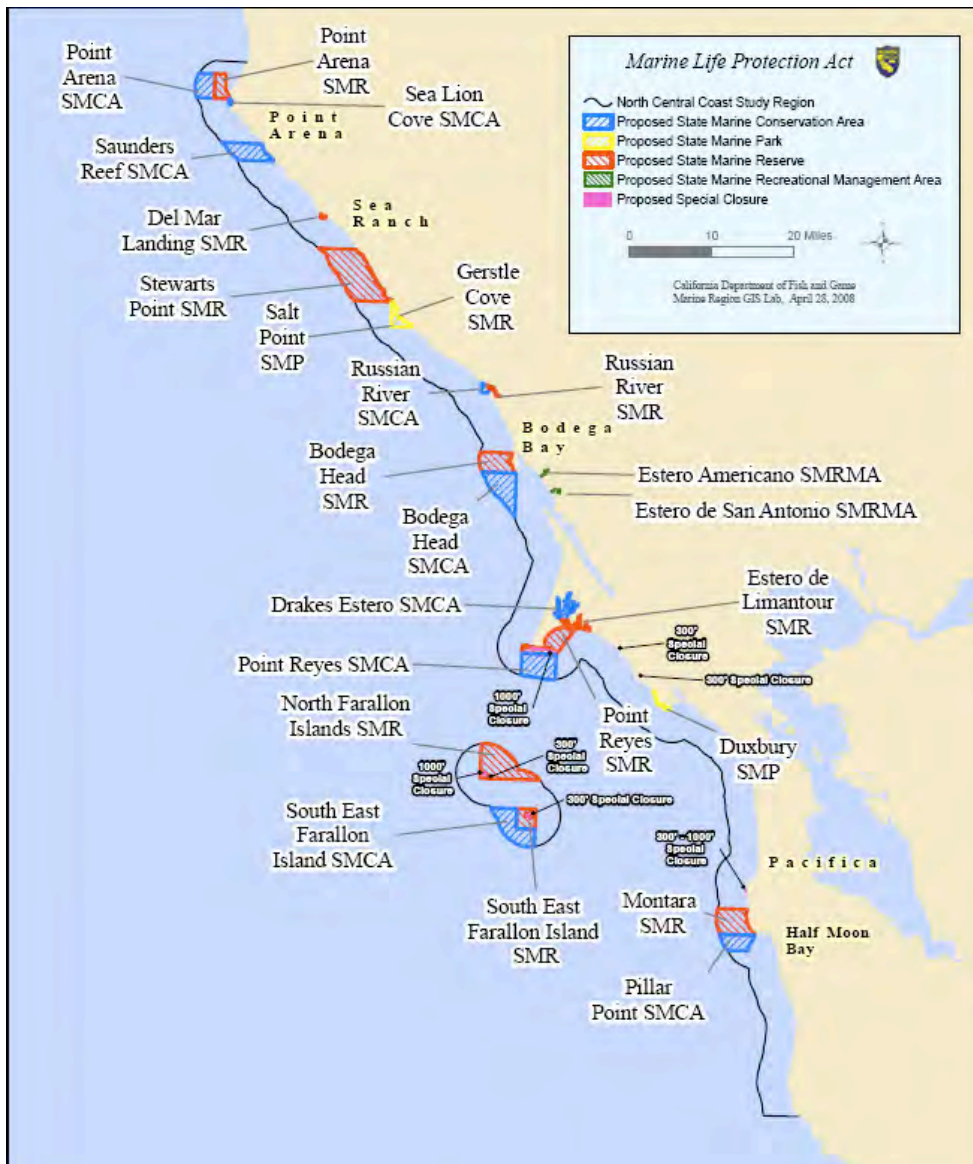 Point
Arena
SMCA
Point
Arena
SMR
Sea Lion
Cove SMCA
Point
Arena
Saunders
Reef SMCA
Del Mar
Landing SMR
Sea
Ranch
Stewarts
Point SMR
Gerstle
Cove
SMR
Salt
Point
SMP
Russian
River
SMCA
Russian
River
SMR
Bodega
Bay
Bodega
Head
SMR
Estero Americano SMRMA
Estero de San Antonio SMRMA
Bodega
Head
SMCA
Drakes Estero SMCA
Estero de
Limantour
SMR
300'
Special
Closure
Point Reyes SMCA
300' Special Closure
1000'
Special
Closure
North Farallon
Islands SMR
Point
Reyes
SMR
Duxbury
SMP
300'
Special
Closure
1000'
Special
Closure
300' Special Closure
South East
Farallon
Island SMCA
300' - 1000'
Special
Closure
Pacifica
South East
Farallon Island
SMR
Montara
SMR
Half Moon
Bay
Pillar
Point SMCA
Marine Life Protection Act
North Central Coast Study Region
Proposed State Marine Conservation Area
Proposed State Marine Park
Proposed State Marine Reserve
Proposed State Marine Recreational Management Area
Proposed Special Closure
0 10 20 Miles
California Department of Fish and Game
Marine Region GIS Lab, April 28, 2008